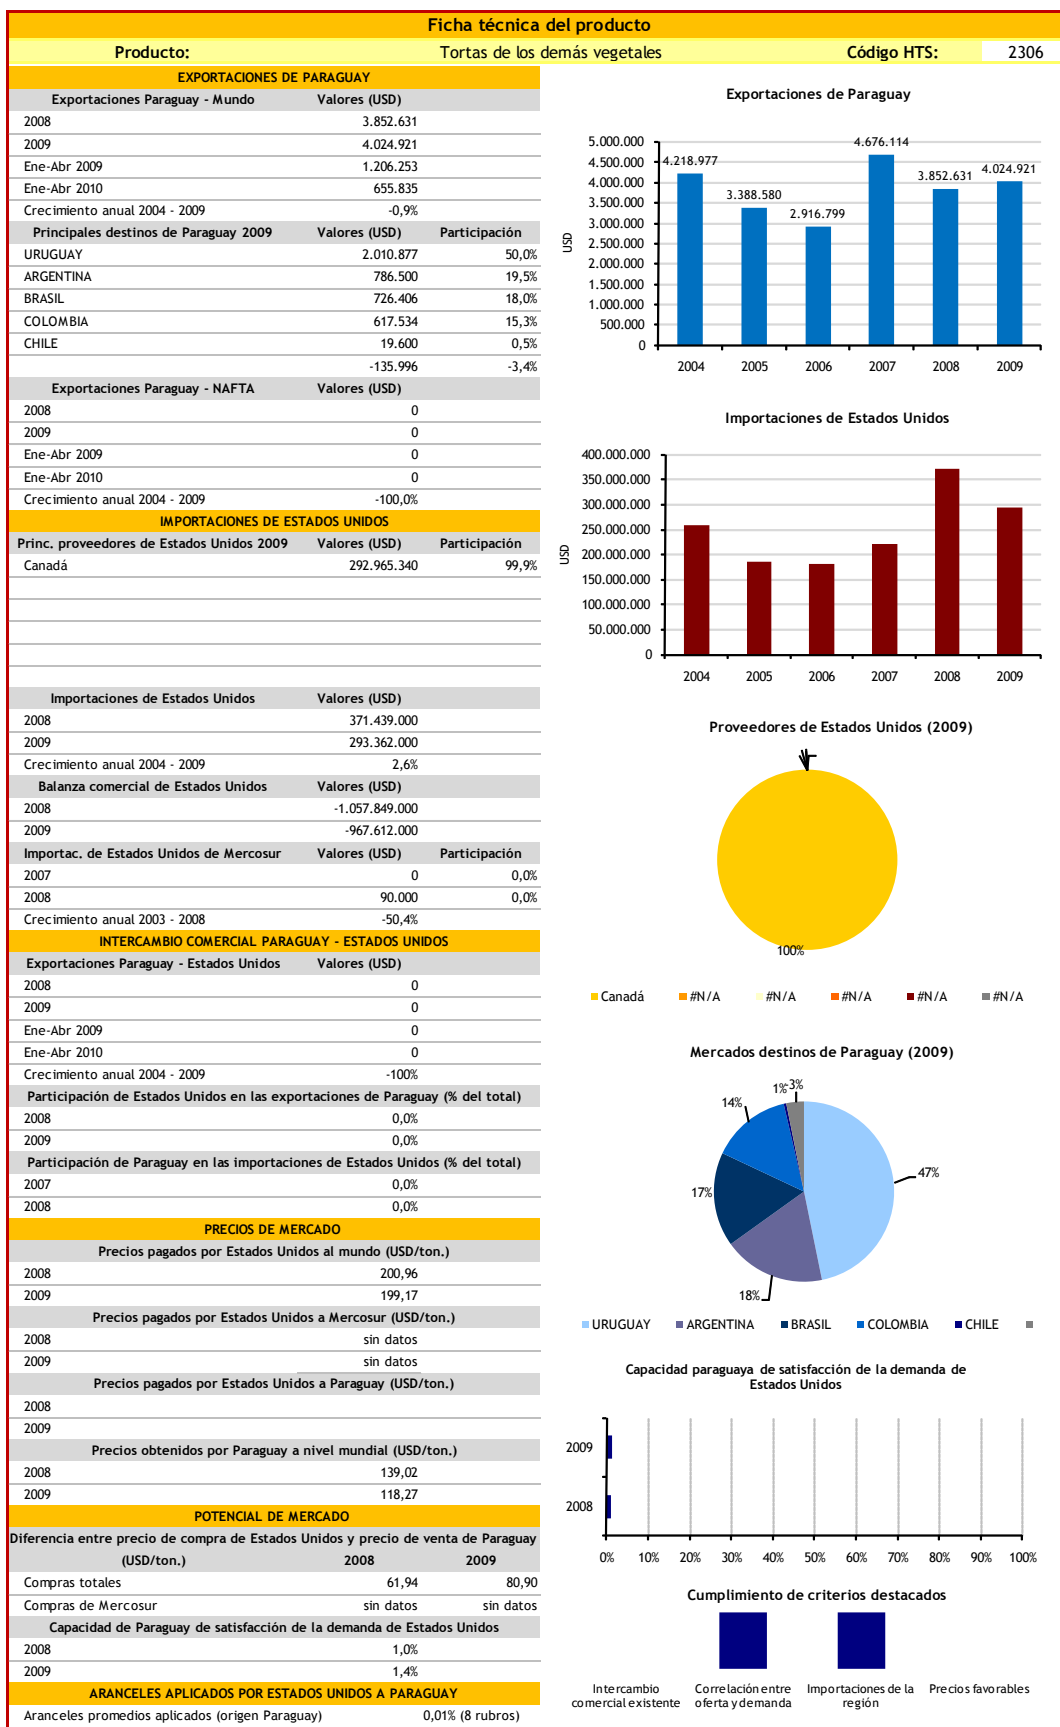 Ficha técnica del producto
Producto: Tortas de los demás vegetales Código HTS: 2306
EXPORTACIONES DE PARAGUAY
Exportaciones Paraguay - Mundo Valores (USD)
2008 3.852.631
2009 4.024.921
Ene-Abr 2009 1.206.253
Ene-Abr 2010 655.835
Crecimiento anual 2004 - 2009 -0,9%
Principales destinos de Paraguay 2009 Valores (USD) Participación
URUGUAY 2.010.877 50,0%
ARGENTINA 786.500 19,5%
BRASIL 726.406 18,0%
COLOMBIA 617.534 15,3%
CHILE 19.600 0,5%
-135.996 -3,4%
Exportaciones Paraguay - NAFTA Valores (USD)
2008 0
2009 0
Ene-Abr 2009 0
Ene-Abr 2010 0
Crecimiento anual 2004 - 2009 -100,0%
IMPORTACIONES DE ESTADOS UNIDOS
Princ. proveedores de Estados Unidos 2009 Valores (USD) Participación
Canadá 292.965.340 99,9%
Importaciones de Estados Unidos Valores (USD)
2008 371.439.000
2009 293.362.000
Crecimiento anual 2004 - 2009 2,6%
Balanza comercial de Estados Unidos Valores (USD)
2008 -1.057.849.000
2009 -967.612.000
Importac. de Estados Unidos de Mercosur Valores (USD) Participación
2007 0 0,0%
2008 90.000 0,0%
Crecimiento anual 2003 - 2008 -50,4%
INTERCAMBIO COMERCIAL PARAGUAY - ESTADOS UNIDOS
Exportaciones Paraguay - Estados Unidos Valores (USD)
2008 0
2009 0
Ene-Abr 2009 0
Ene-Abr 2010 0
Crecimiento anual 2004 - 2009 -100%
Participación de Estados Unidos en las exportaciones de Paraguay (% del total)
2008 0,0%
2009 0,0%
Participación de Paraguay en las importaciones de Estados Unidos (% del total)
2007 0,0%
2008 0,0%
PRECIOS DE MERCADO
Precios pagados por Estados Unidos al mundo (USD/ton.)
2008 200,96
2009 199,17
Precios pagados por Estados Unidos a Mercosur (USD/ton.)
2008 sin datos
2009 sin datos
Precios pagados por Estados Unidos a Paraguay (USD/ton.)
2008
2009
Precios obtenidos por Paraguay a nivel mundial (USD/ton.)
2008 139,02
2009 118,27
POTENCIAL DE MERCADO
Diferencia entre precio de compra de Estados Unidos y precio de venta de Paraguay
(USD/ton.) 2008 2009
Compras totales 61,94 80,90
Compras de Mercosur sin datos sin datos
Capacidad de Paraguay de satisfacción de la demanda de Estados Unidos
2008 1,0%
2009 1,4%
ARANCELES APLICADOS POR ESTADOS UNIDOS A PARAGUAY
Aranceles promedios aplicados (origen Paraguay) 0,01% (8 rubros)
Exportaciones de Paraguay
5.000.000
4.500.000
4.000.000
3.500.000
3.000.000
2.500.000
2.000.000
1.500.000
1.000.000
500.000
0
USD
4.218.977 3.388.580 2.916.799 4.676.114 3.852.631 4.024.921
2004 2005 2006 2007 2008 2009
Importaciones de Estados Unidos
400.000.000
350.000.000
300.000.000
250.000.000
200.000.000
150.000.000
100.000.000
50.000.000
0
USD
2004 2005 2006 2007 2008 2009
Proveedores de Estados Unidos (2009)
100%
Canadá #N/A #N/A #N/A #N/A #N/A
Mercados destinos de Paraguay (2009)
1% -3%
14%
47%
17%
18%
URUGUAY ARGENTINA BRASIL COLOMBIA CHILE
Capacidad paraguaya de satisfacción de la demanda de
Estados Unidos
2009
2008
0% 10% 20% 30% 40% 50% 60% 70% 80% 90% 100%
Cumplimiento de criterios destacados
Intercambio Correlación entre Importaciones de la Precios favorables
comercial existente oferta y demanda región